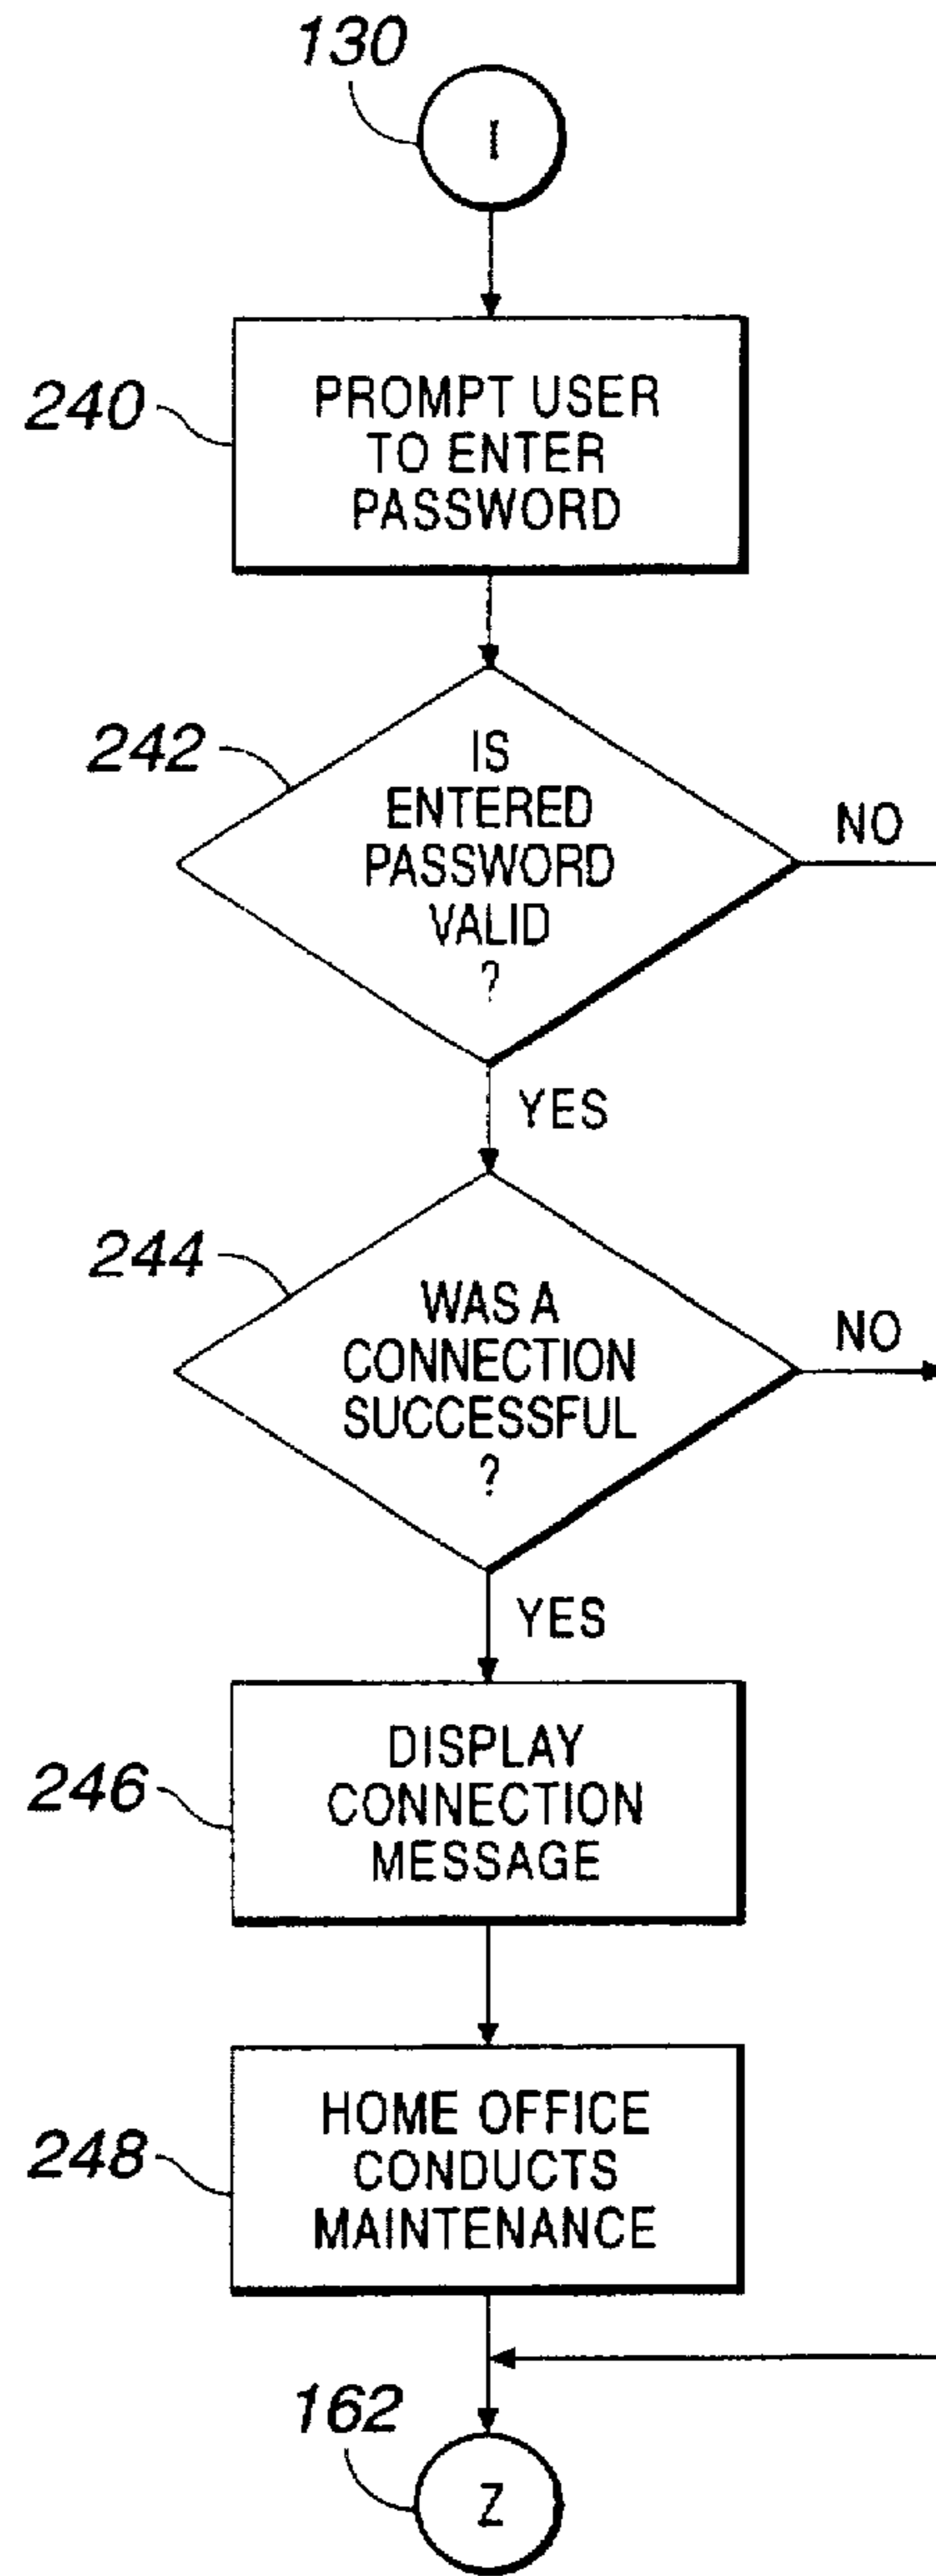 130
I
240
PROMPT USER
TO ENTER
PASSWORD
242
IS
ENTERED
PASSWORD
VALID
?
NO
YES
244
WAS A
CONNECTION
SUCCESSFUL
?
NO
YES
246
DISPLAY
CONNECTION
MESSAGE
248
HOME OFFICE
CONDUCTS
MAINTENANCE
162
Z